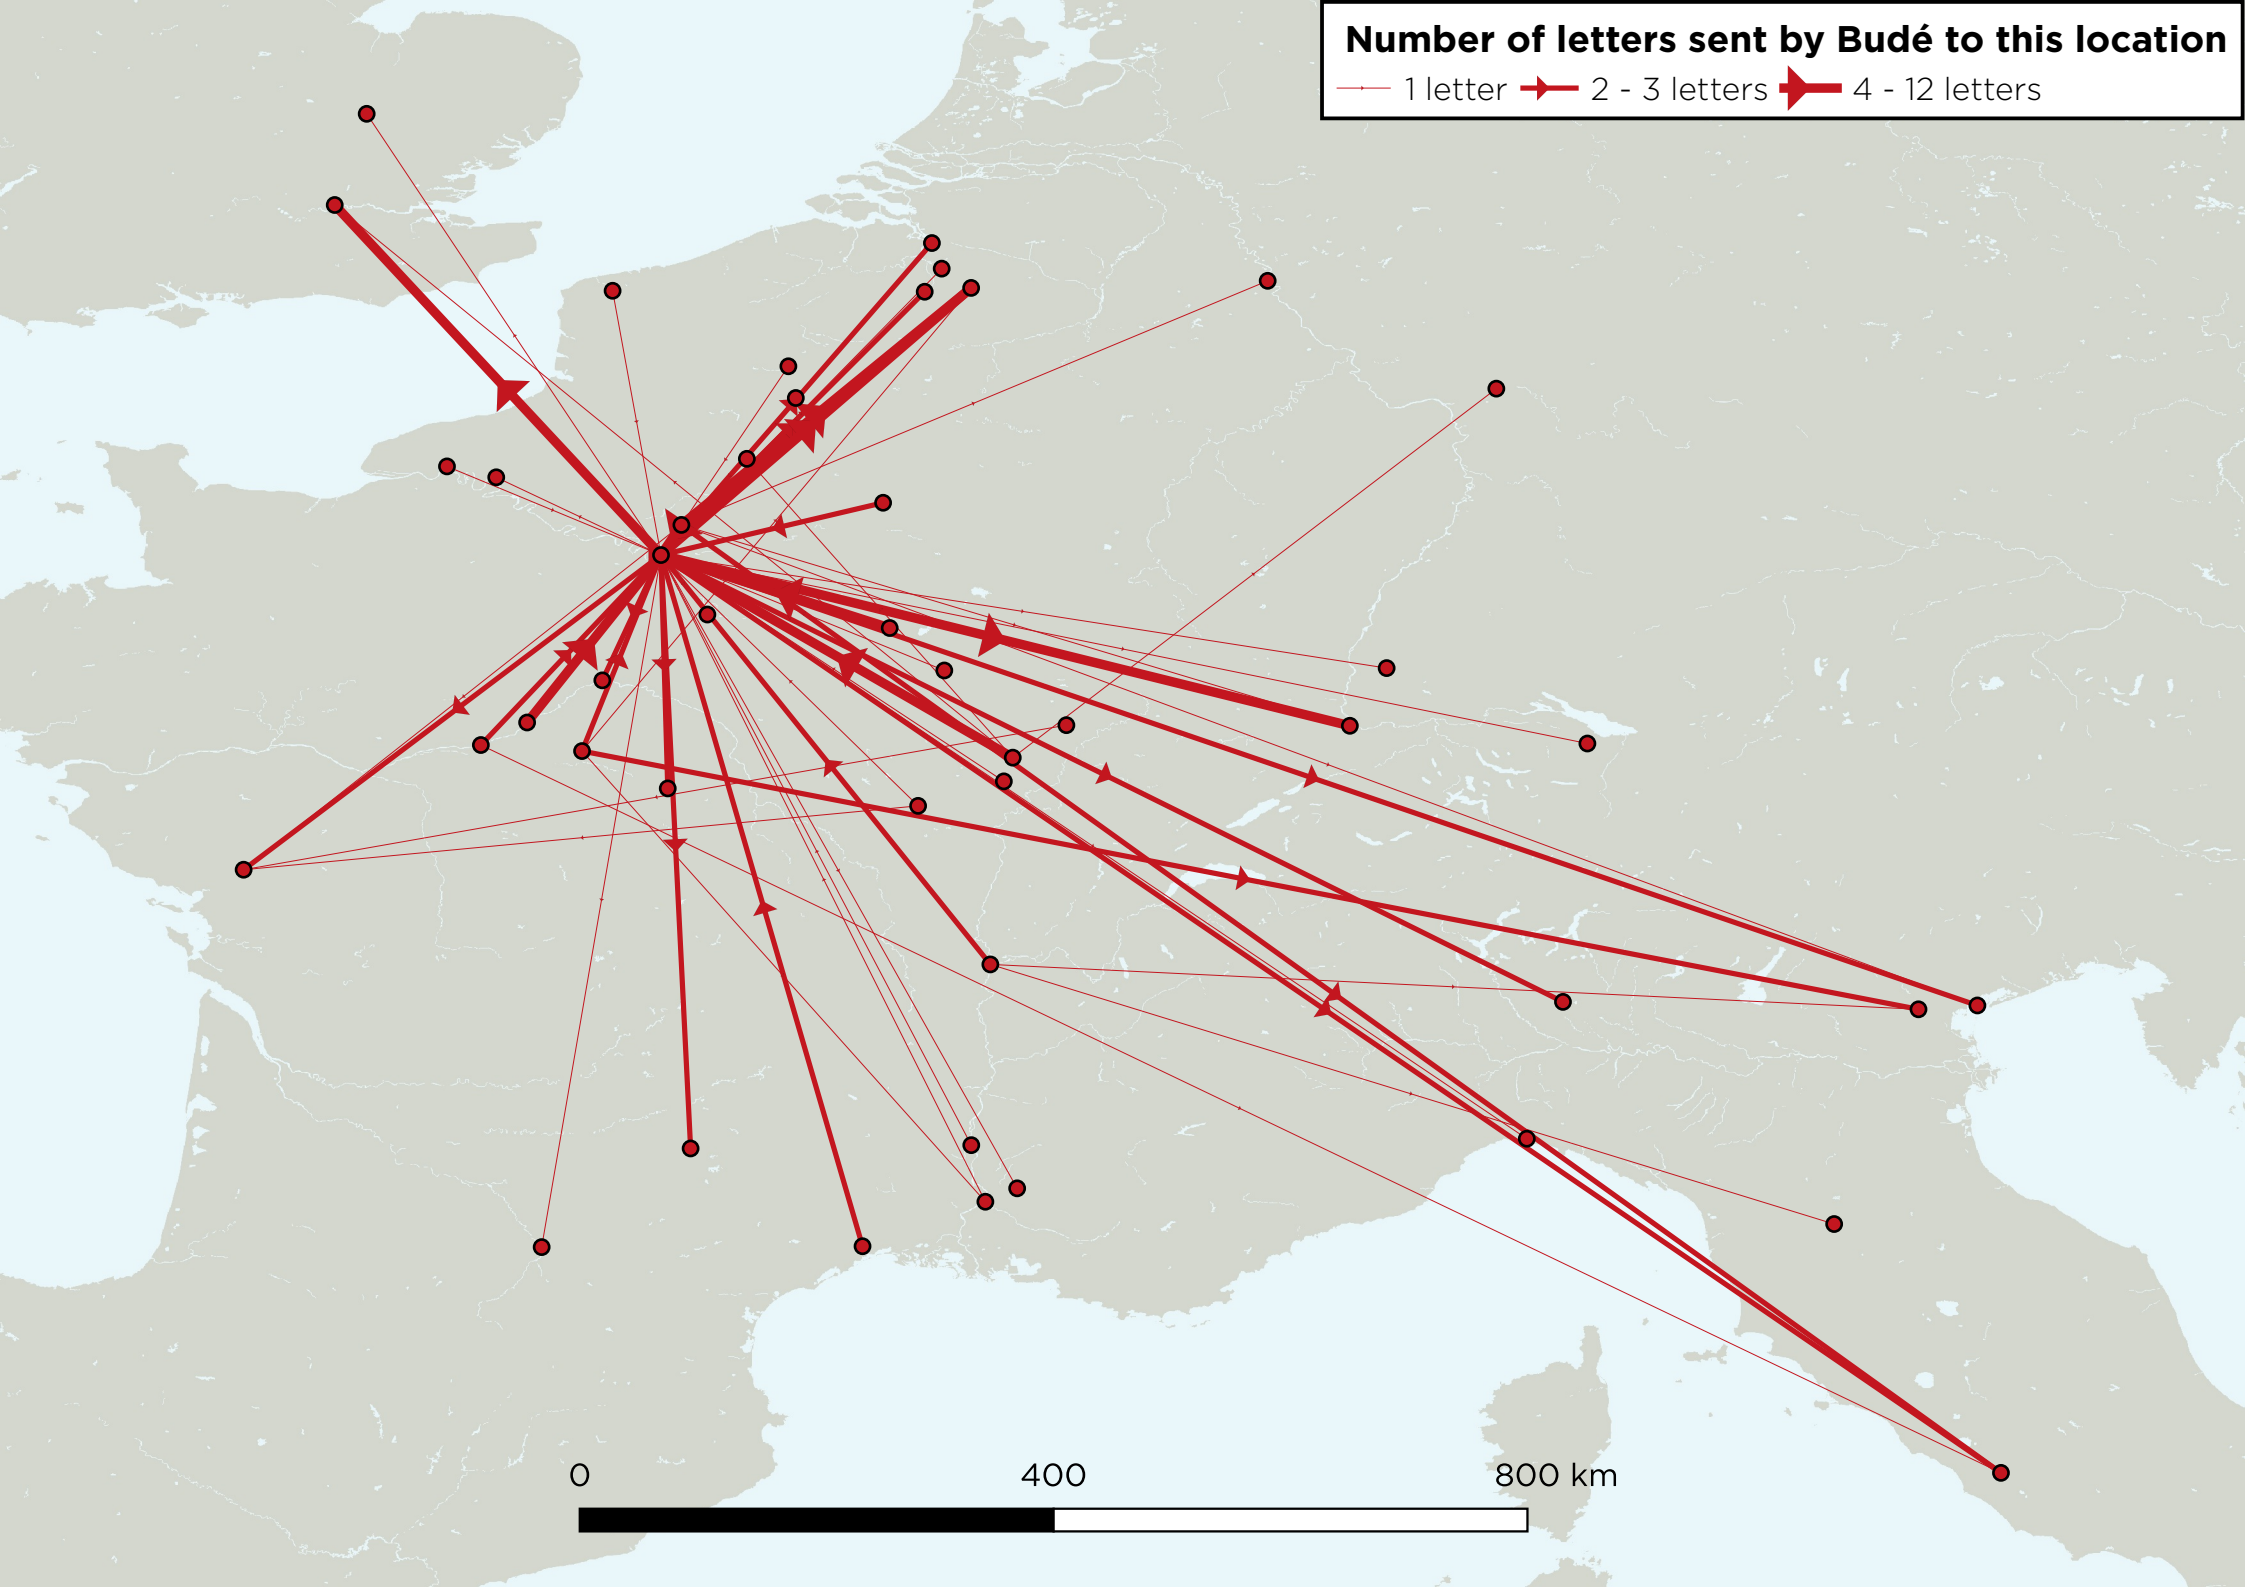 Number of letters sent by Budé to this location
1 letter 2 - 3 letters 4 - 12 letters
0 400 800 km